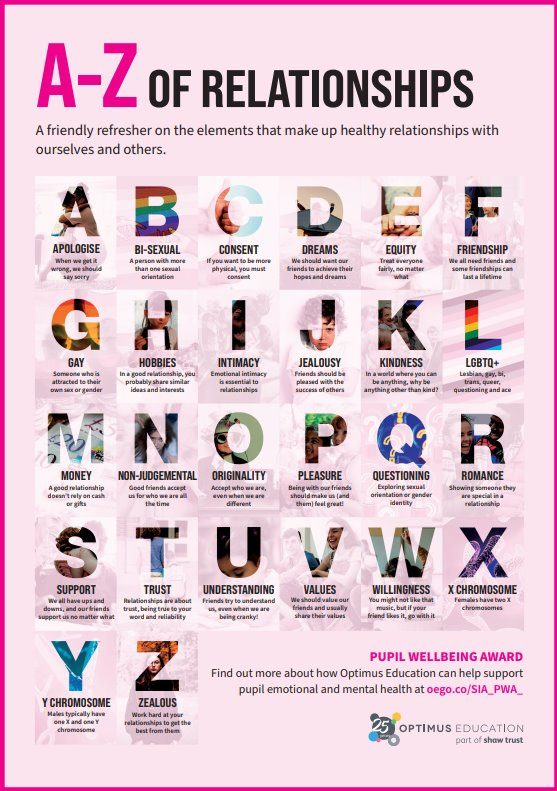 A-Z OF RELATIONSHIPS
A friendly refresher on the elements that make up healthy relationships with
ourselves and others.
A
APOLOGISE
When we get it
wrong, we should
say sorry
B
BI-SEXUAL
A person with more
than one sexual
orientation
C
CONSENT
If you want to be more
physical, you must
consent
D
DREAMS
We should want our
friends to achieve their
hopes and dreams
E
EQUITY
Treat everyone
fairly, no matter
what
F
FRIENDSHIP
We all need friends and
some friendships can
last a lifetime
G
GAY
Someone who is
attracted to their
own sex or gender
H
HOBBIES
In a good relationship, you
probably share similar
ideas and interests
I
INTIMACY
Emotional intimacy
is essential to
relationships
J
JEALOUSY
Friends should be
pleased with the
success of others
K
KINDNESS
In a world where you can
be anything, why be
anything other than kind?
L
LGBTQ+
Lesbian, gay, bi,
trans, queer,
questioning and ace
M
MONEY
A good relationship
doesn't rely on cash
or gifts
N
NON-JUDGEMENTAL
Good friends accept
us for who we are all
the time
O
ORIGINALITY
Accept who we are,
even when we are
different
P
PLEASURE
Being with our friends
should make us (and
them) feel great!
Q
QUESTIONING
Exploring sexual
orientation or gender
identity
R
ROMANCE
Showing someone they
are special in a
relationship
S
SUPPORT
We all have ups and
downs, and our friends
support us no matter what
T
TRUST
Relationships are about
trust, being true to your
word and reliability
U
UNDERSTANDING
Friends try to understand
us, even when we are
being cranky!
V
VALUES
We should value our
friends and usually
share their values
W
WILLINGNESS
You might not like that
music, but if your
friend likes it, go with it
X
X CHROMOSOME
Females have two X
chromosomes
Y
Y CHROMOSOME
Males typically have
one X and one Y
chromosome
Z
ZEALOUS
Work hard at your
relationships to get the
best from them
PUPIL WELLBEING AWARD
Find out more about how Optimus Education can help support
pupil emotional and mental health at oego.co/SIA_PWA_
25
years
OPTIMUS EDUCATION
part of shaw trust